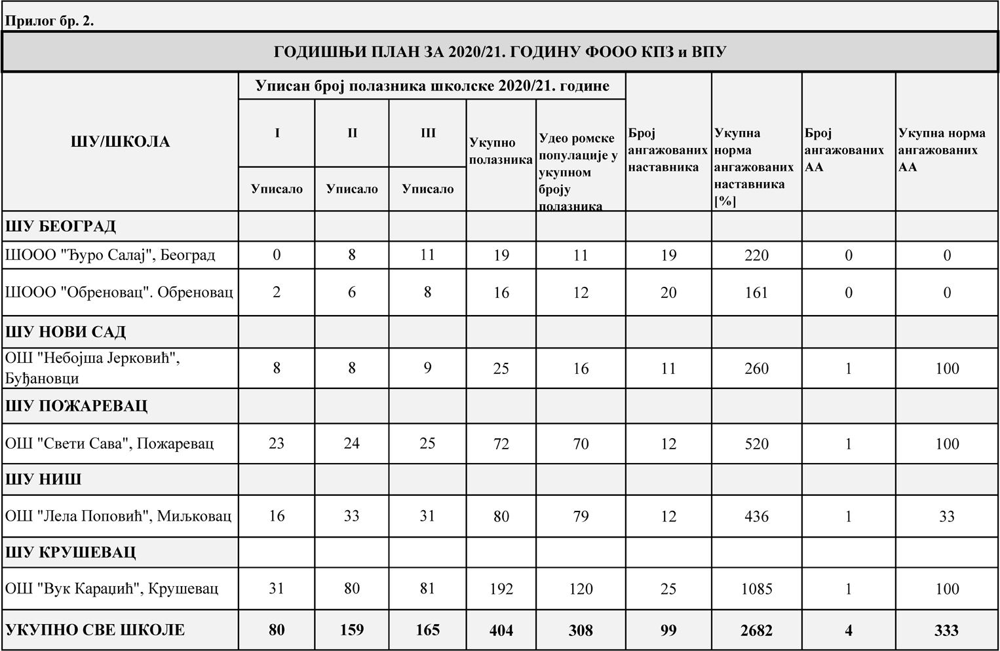 Прилог бр. 2.
ГОДИШЊИ ПЛАН ЗА 2020/21. ГОДИНУ ФООО КПЗ и ВПУ
ШУ/ШКОЛА
Уписан број полазника школске 2020/21. године
I
II
III
Уписало
Уписало
Уписало
Укупно
полазника
Удео ромске
популације у
укупном
броју
полазника
Број
ангажованих
наставника
Укупна
норма
ангажованих
наставника
[%]
Број
ангажованих
АА
Укупна норма
ангажованих
АА
ШУ БЕОГРАД
ШООО "Ђуро Салај", Београд 0 8 11 19 11 19 220 0 0
ШООО "Обреновац". Обреновац 2 6 8 16 12 20 161 0 0
ШУ НОВИ САД
ОШ "Небојша Јерковић",
Буђановци 8 8 9 25 16 11 260 1 100
ШУ ПОЖАРЕВАЦ
ОШ "Свети Сава", Пожаревац 23 24 25 72 70 12 520 1 100
ШУ НИШ
ОШ "Лела Поповић", Миљковац 16 33 31 80 79 12 436 1 33
ШУ КРУШЕВАЦ
ОШ "Вук Караџић", Крушевац 31 80 81 192 120 25 1085 1 100
УКУПНО СВЕ ШКОЛЕ 80 159 165 404 308 99 2682 4 333